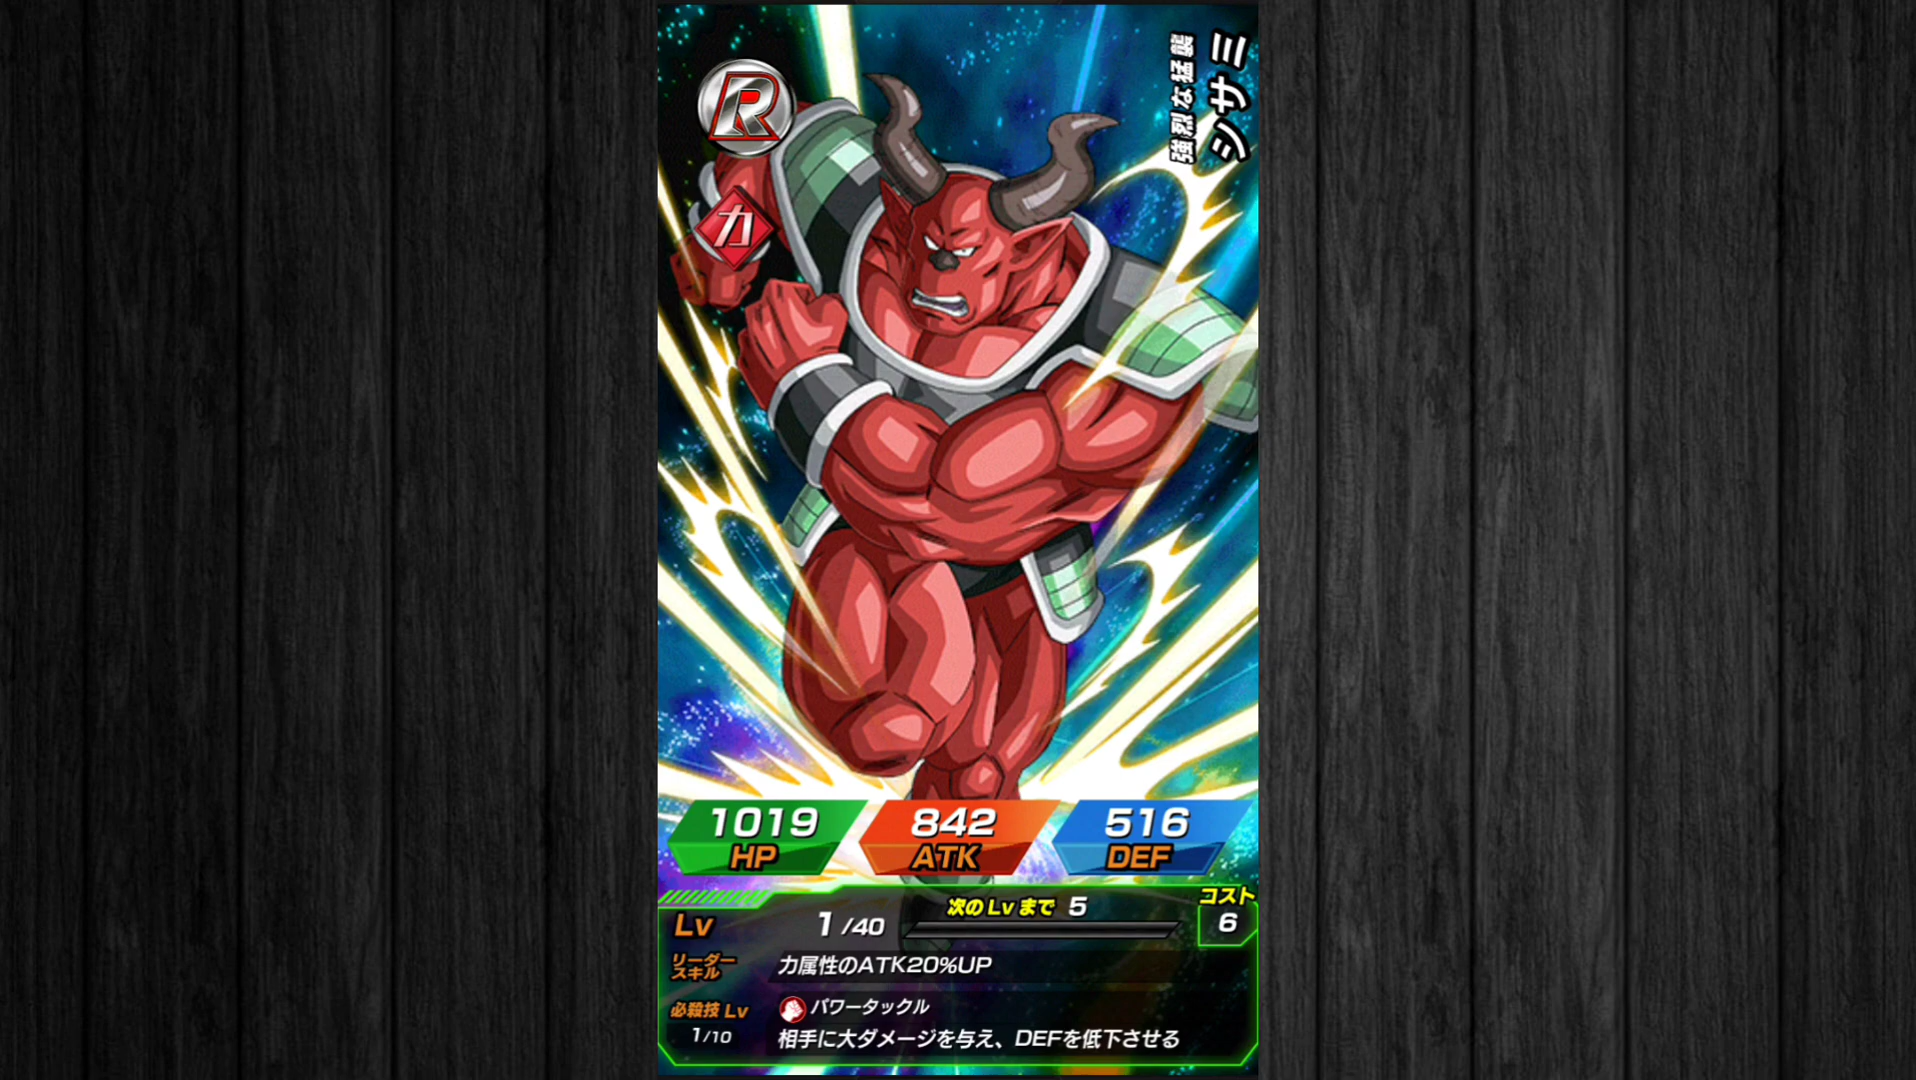 R
力
強烈な猛襲
シサミ
1019
HP
842
ATK
516
DEF
Lv 1/40
次のLvまで 5
コスト
6
リーダー
スキル
力属性のATK20%UP
必殺技 Lv
1/10
パワータックル
相手に大ダメージを与え、DEFを低下させる